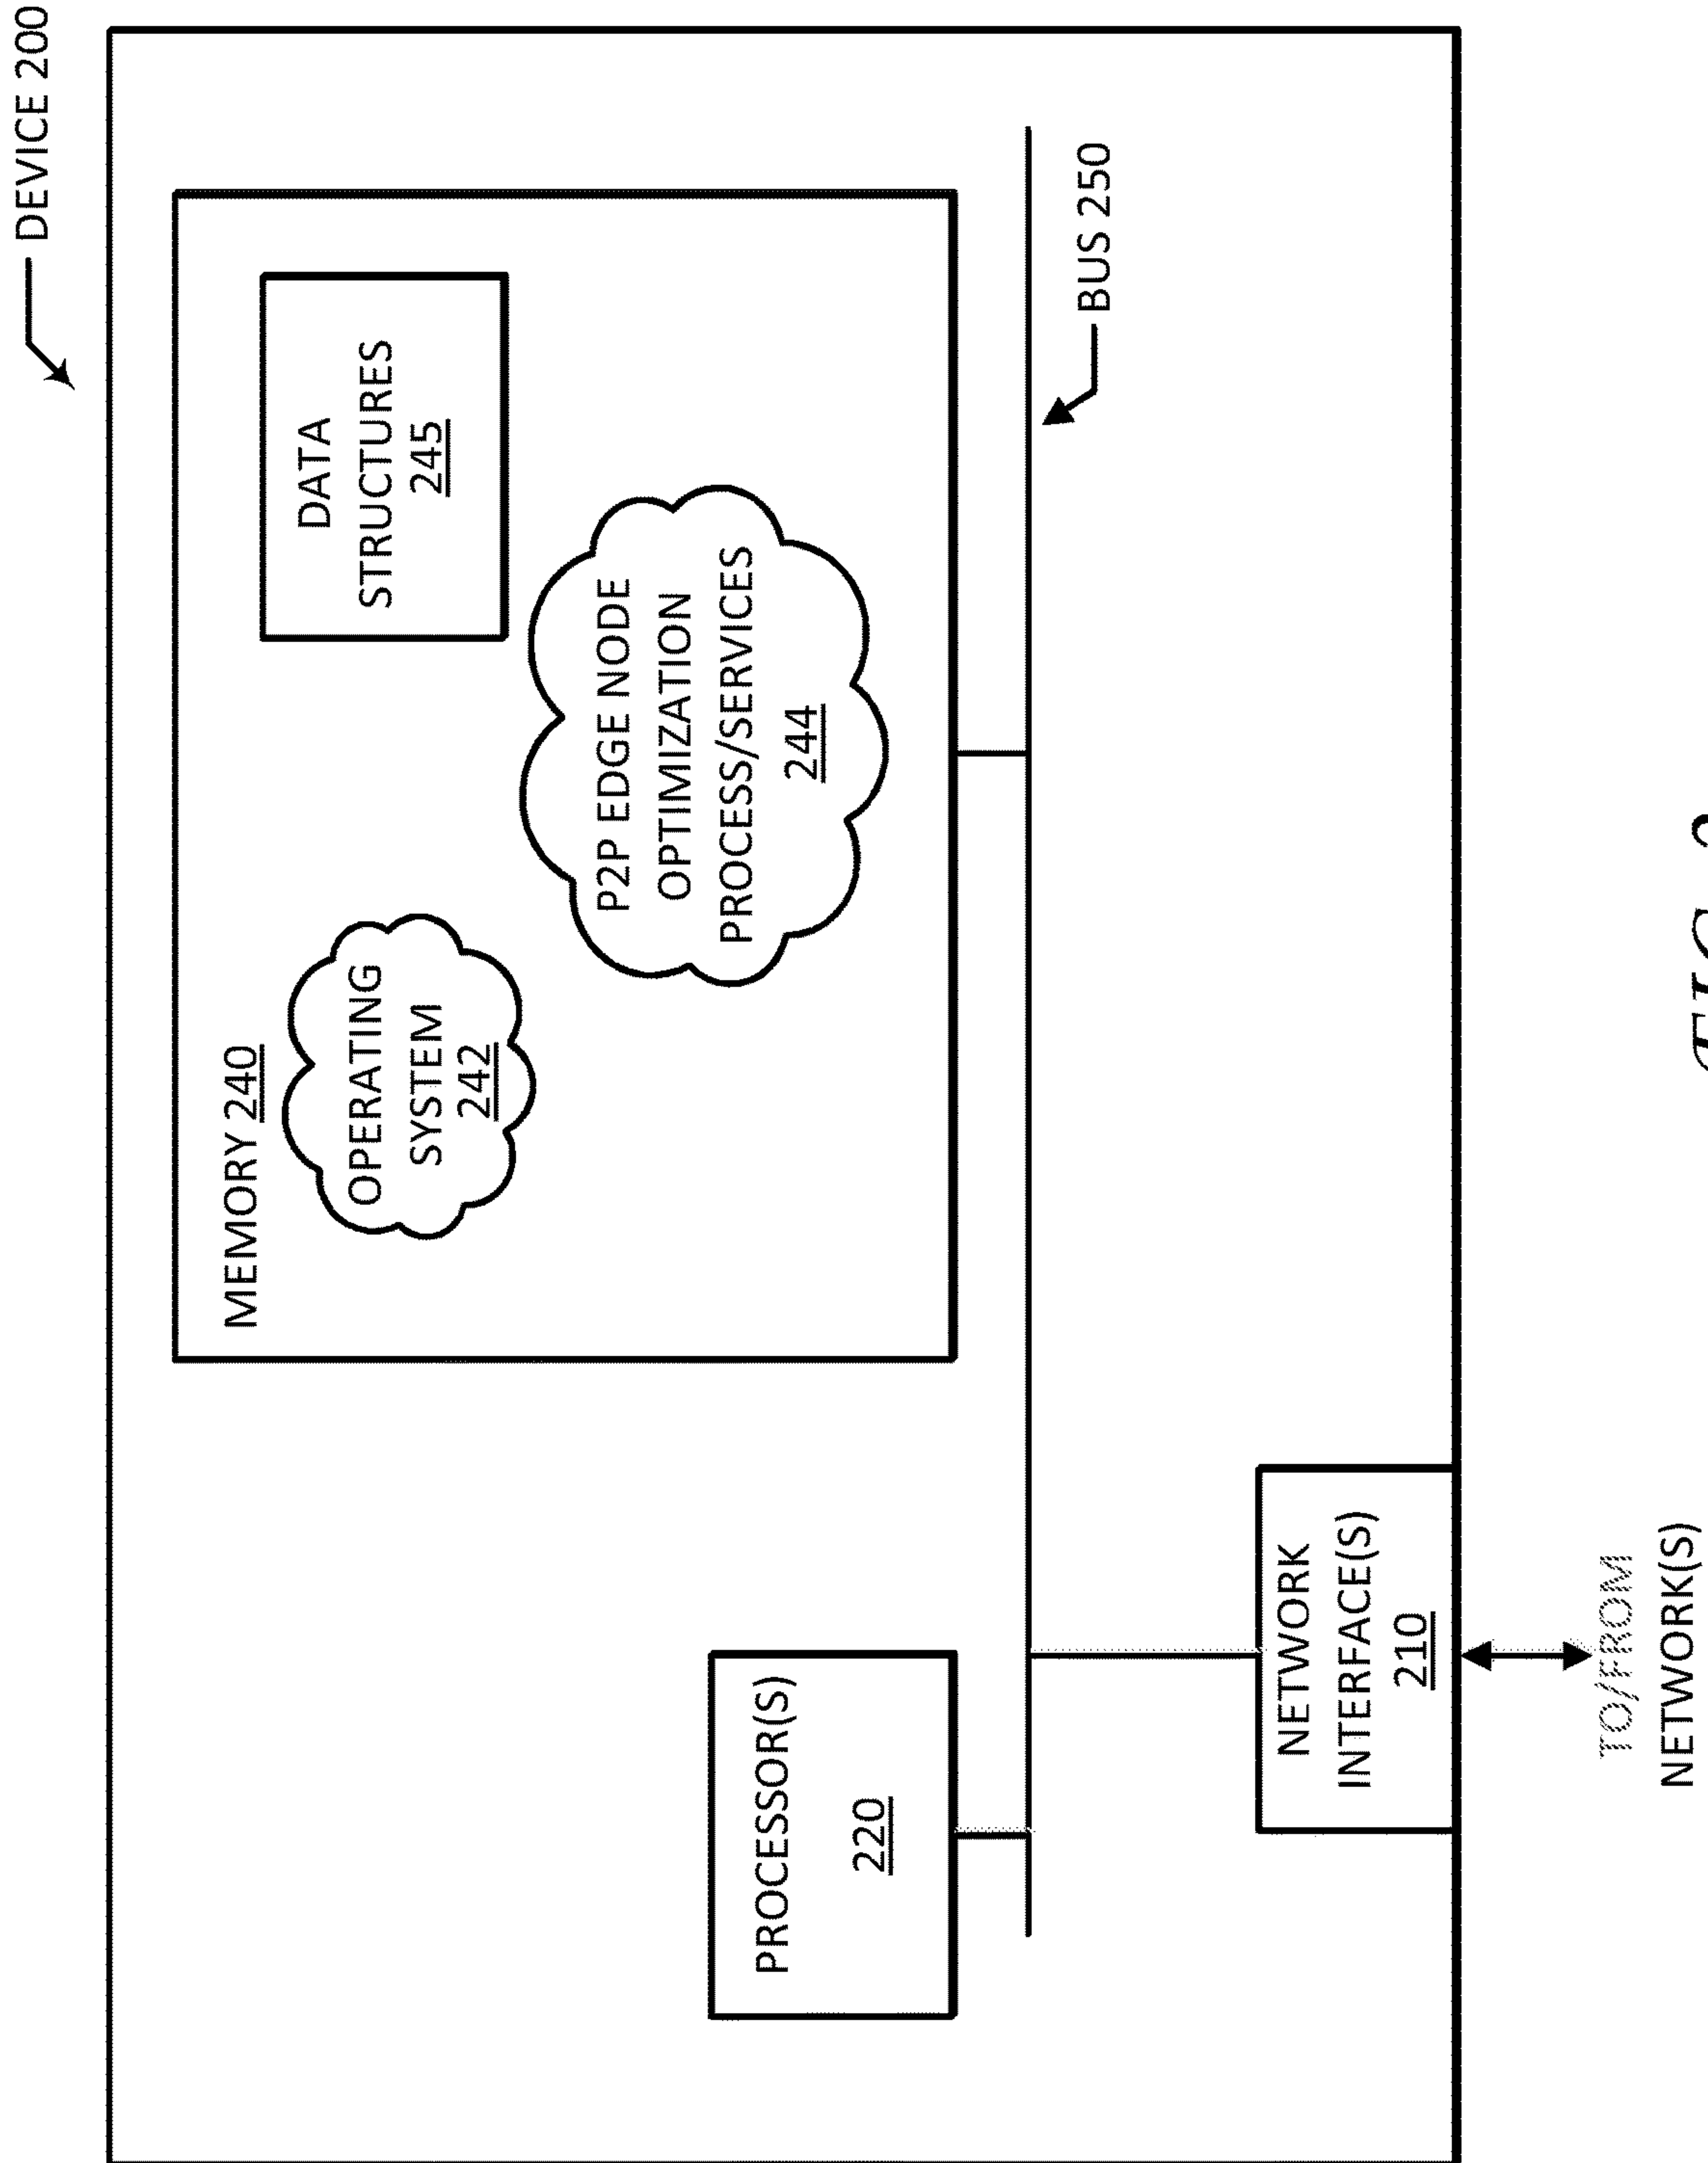 DEVICE 200
MEMORY 240
OPERATING
SYSTEM
242
DATA
STRUCTURES
245
P2P EDGE NODE
OPTIMIZATION
PROCESS/SERVICES
244
PROCESSOR(S)
220
BUS 250
NETWORK
INTERFACE(S)
210
TO/FROM
NETWORK(S)